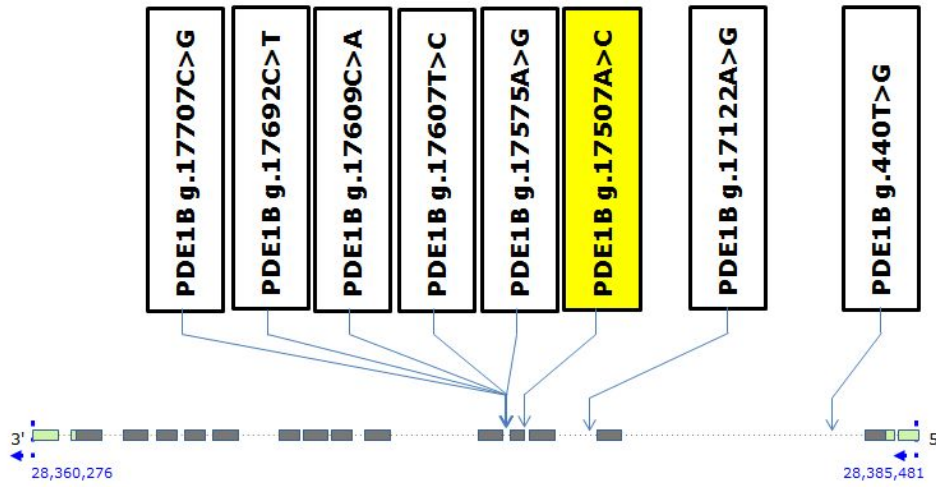 PDE1B g.17707C>G
PDE1B g.17692C>T
PDE1B g.17609C>A
PDE1B g.17607T>C
PDE1B g.17575A>G
PDE1B g.17507A>C
PDE1B g.17122A>G
PDE1B g.440T>G
3'
5
28,360,276
28,385,481